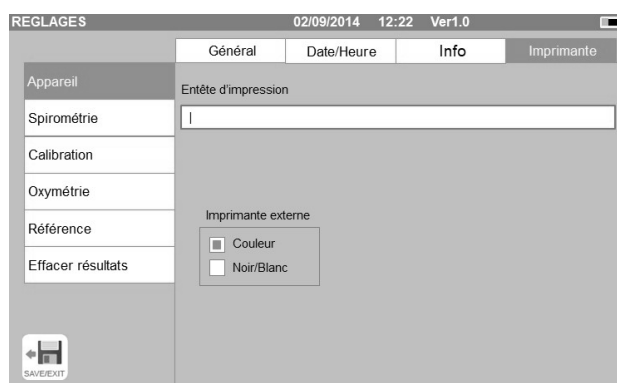 REGLAGES 02/09/2014 12:22 Ver1.0
Général Date/Heure Info Imprimante
Appareil
Spirométrie
Calibration
Oxymétrie
Référence
Effacer résultats
Entête d'impression
Imprimante externe
Couleur
Noir/Blanc
SAVE/EXIT